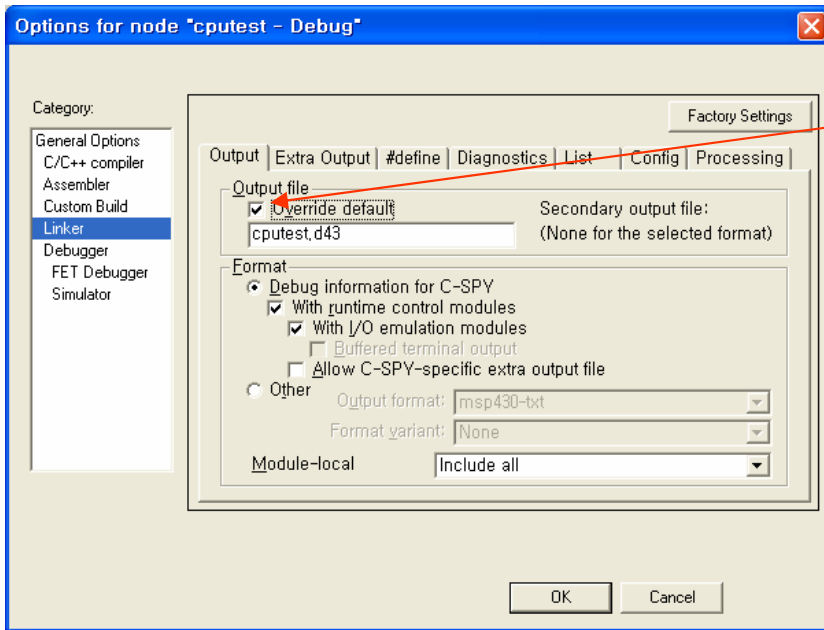 Options for node "cputest - Debug"
Category:
Factory Settings
General Options
C/C++ compiler
Assembler
Custom Build
Linker
Debugger
FET Debugger
Simulator
Output
Extra Output
#define
Diagnostics
List
Config
Processing
Output file
Override default
Secondary output file:
cputest.d43
(None for the selected format)
Format
Debug information for C-SPY
With runtime control modules
With I/O emulation modules
Buffered terminal output
Allow C-SPY-specific extra output file
Other
Output format: msp430-txt
Format variant: None
Module-local Include all
OK
Cancel